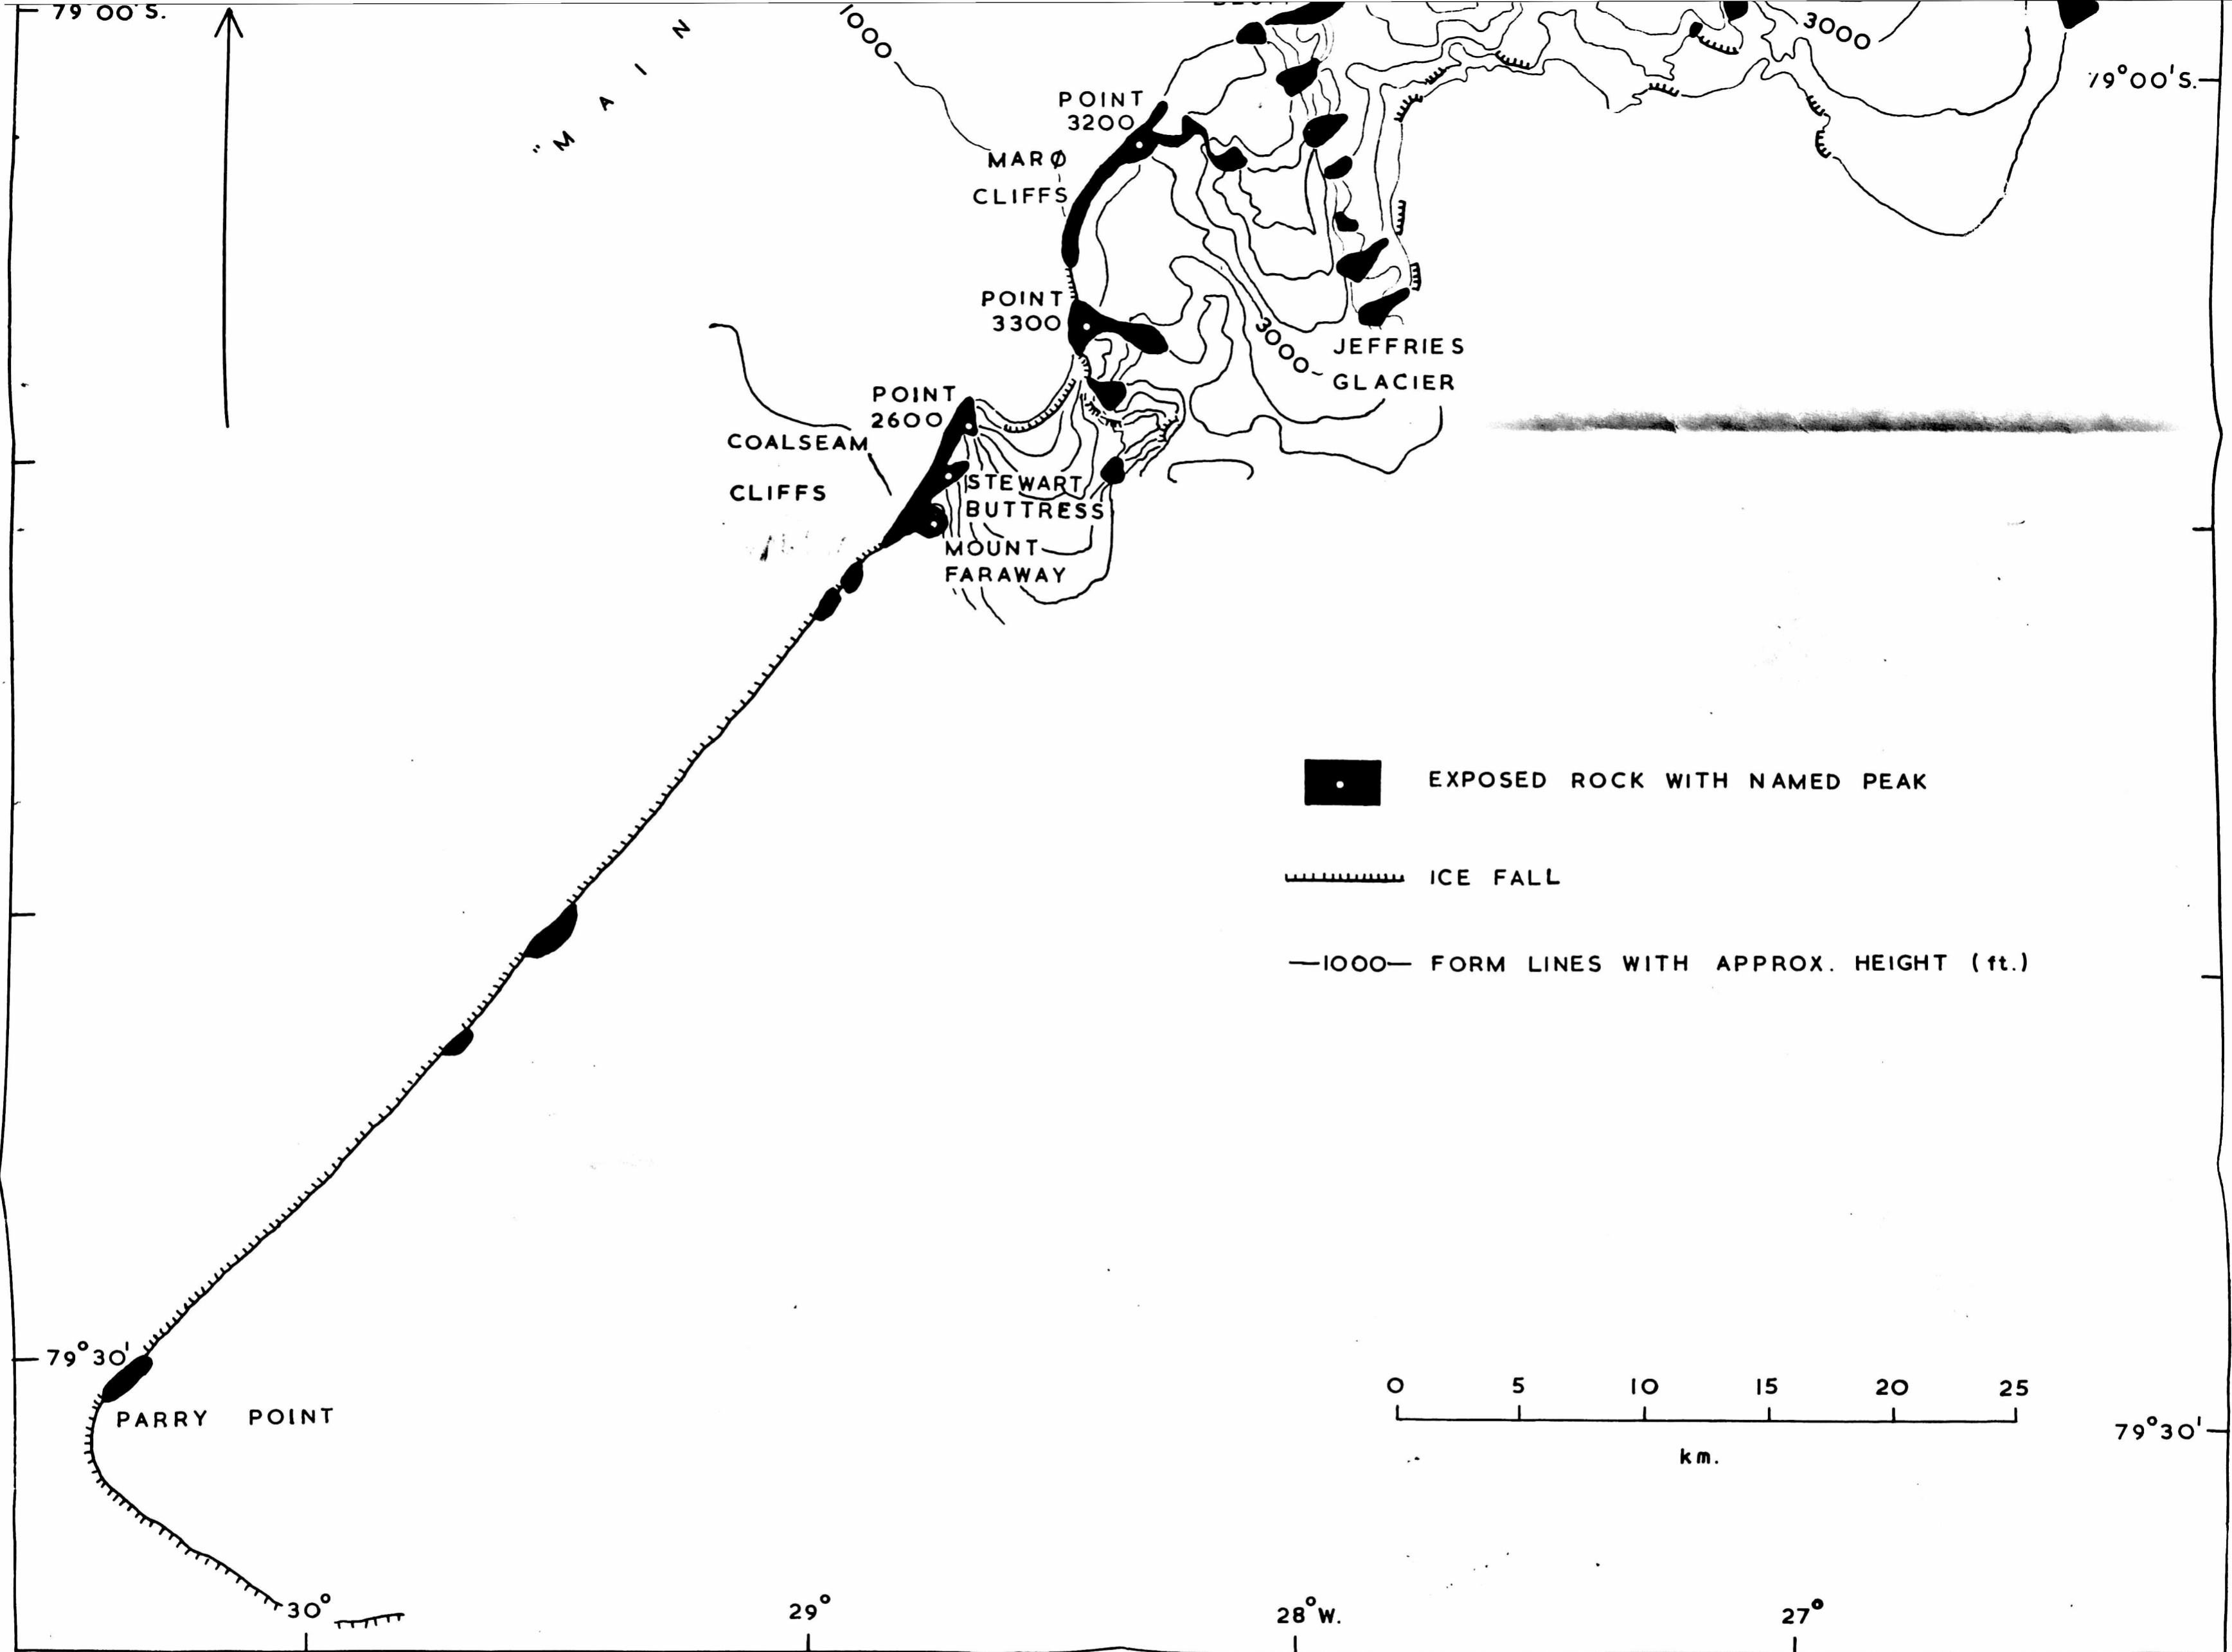 79 00 S.
"MAIN
1000
3000
79°00'S.
POINT
3200
MARØ
CLIFFS
POINT
3300
3000
JEFFRIES
GLACIER
POINT
2600
COALSEAM
CLIFFS
STEWART
BUTTRESS
MOUNT
FARAWAY
EXPOSED ROCK WITH NAMED PEAK
ICE FALL
—1000— FORM LINES WITH APPROX. HEIGHT (ft.)
79°30'
PARRY POINT
0 5 10 15 20 25
km.
79°30'
30° 29° 28°W. 27°